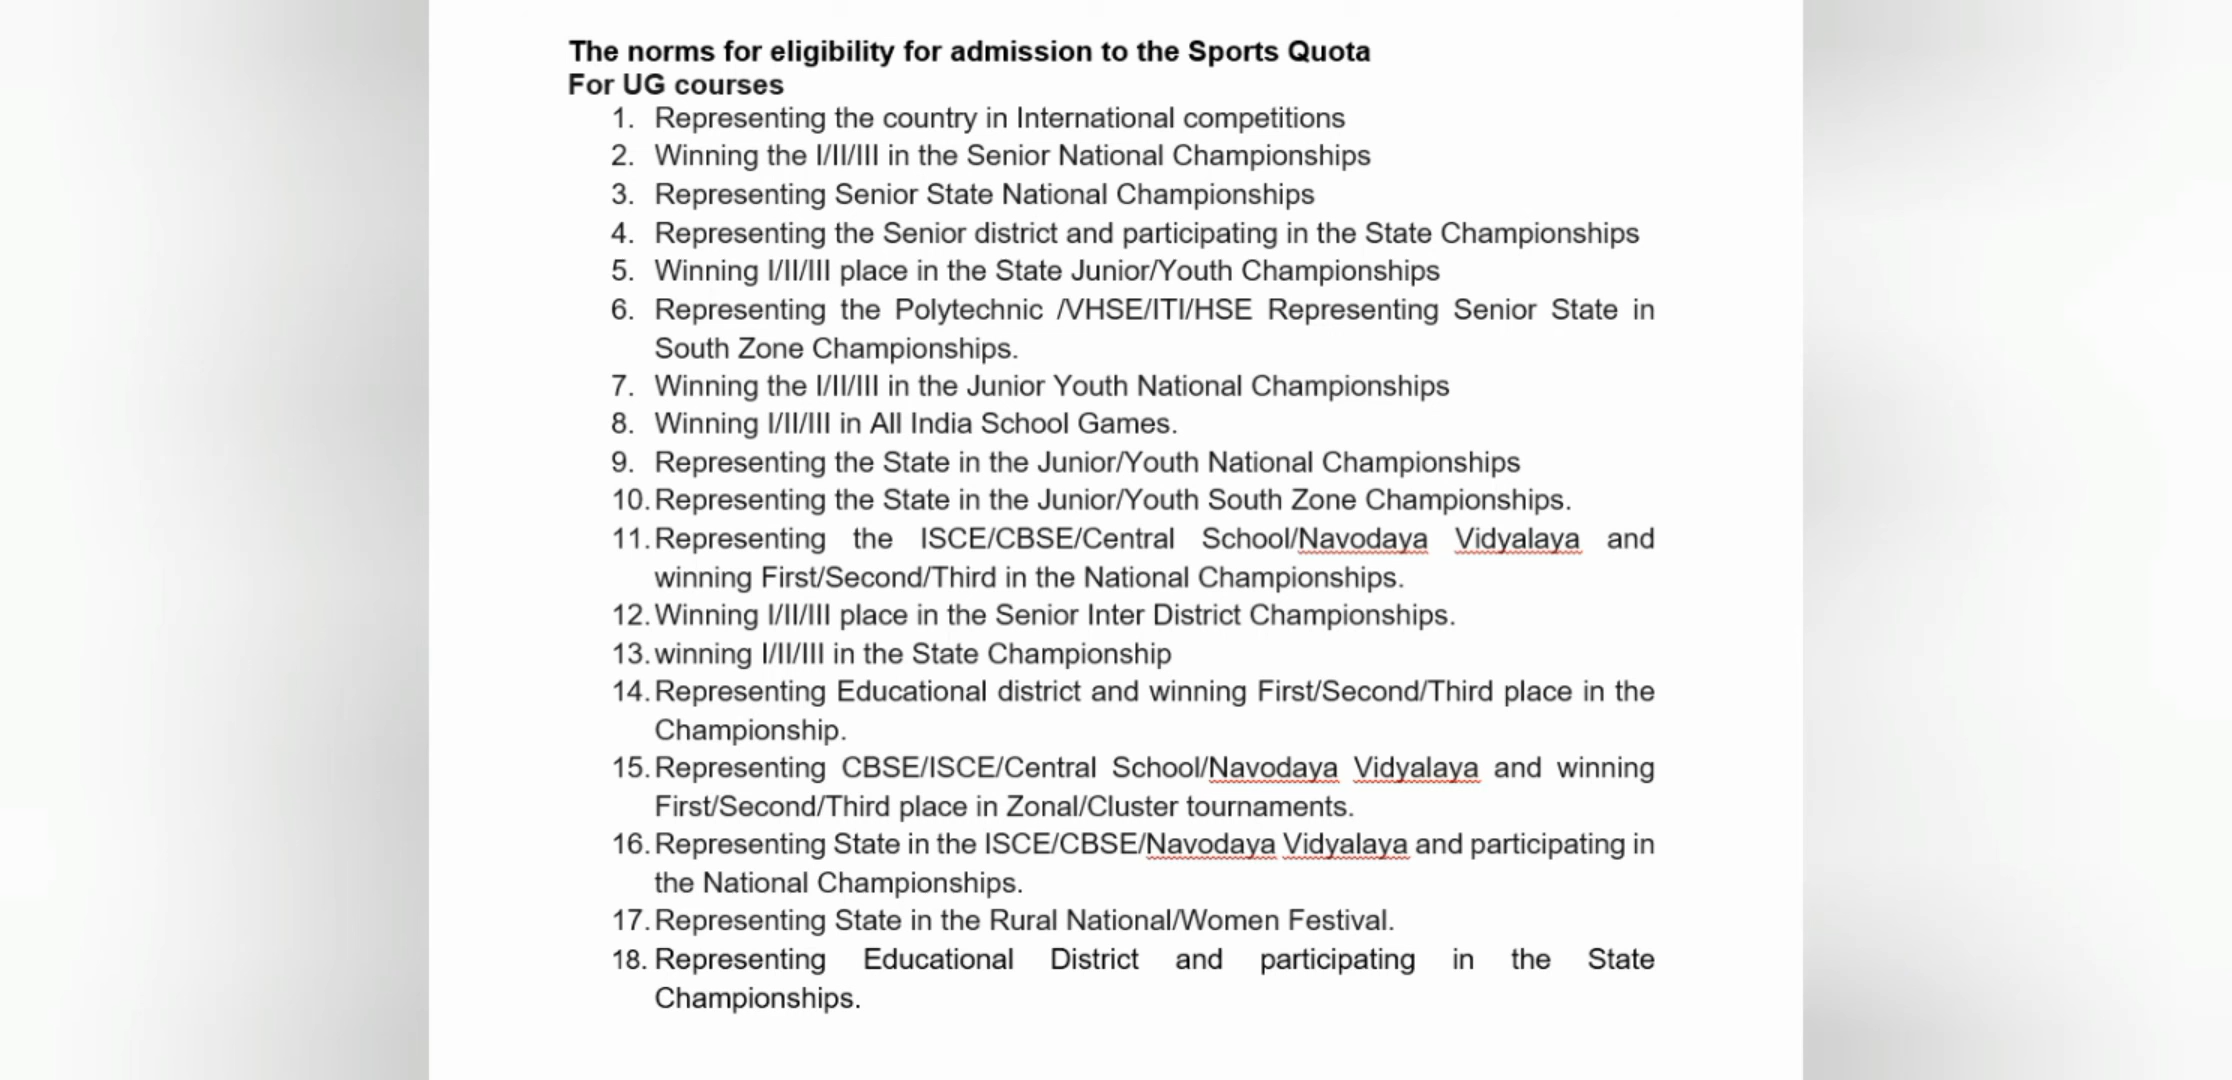 The norms for eligibility for admission to the Sports Quota
For UG courses
1. Representing the country in International competitions
2. Winning the I/II/III in the Senior National Championships
3. Representing Senior State National Championships
4. Representing the Senior district and participating in the State Championships
5. Winning I/II/III place in the State Junior/Youth Championships
6. Representing the Polytechnic /VHSE/ITI/HSE Representing Senior State in
South Zone Championships.
7. Winning the I/II/III in the Junior Youth National Championships
8. Winning I/II/III in All India School Games.
9. Representing the State in the Junior/Youth National Championships
10. Representing the State in the Junior/Youth South Zone Championships.
11. Representing the ISCE/CBSE/Central School/Navodaya Vidyalaya and
winning First/Second/Third in the National Championships.
12. Winning I/II/III place in the Senior Inter District Championships.
13. winning I/II/III in the State Championship
14. Representing Educational district and winning First/Second/Third place in the
Championship.
15. Representing CBSE/ISCE/Central School/Navodaya Vidyalaya and winning
First/Second/Third place in Zonal/Cluster tournaments.
16. Representing State in the ISCE/CBSE/Navodaya Vidyalaya and participating in
the National Championships.
17. Representing State in the Rural National/Women Festival.
18. Representing Educational District and participating in the State
Championships.